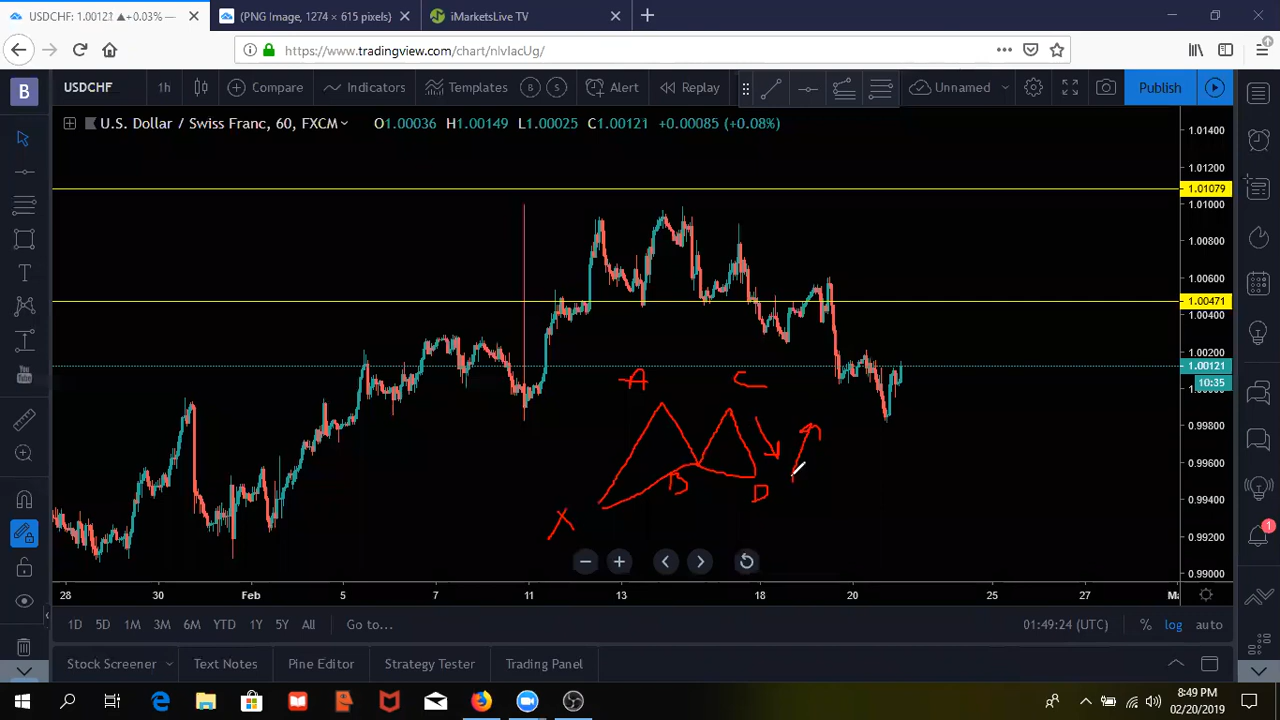 USDCHF: 1.00121 ▲+0.03% —
(PNG Image, 1274 × 615 pixels)
iMarketsLive TV
https://www.tradingview.com/chart/nIvIacUg/
B
USDCHF
1h
Compare
Indicators
Templates
B
S
Alert
Replay
Unnamed
Publish
U.S. Dollar / Swiss Franc, 60, FXCM
O1.00036 H1.00149 L1.00025 C1.00121 +0.00085 (+0.08%)
1.01400
1.01200
1.01079
1.01000
1.00800
1.00600
1.00471
1.00400
1.00200
1.00121
10:35
0.99800
0.99600
0.99400
0.99200
0.99000
A
C
B
D
X
You
Tube
1
28
30
Feb
5
7
11
13
18
20
25
27
1D 5D 1M 3M 6M YTD 1Y 5Y All Go to...
01:49:24 (UTC)
% log auto
Stock Screener
Text Notes
Pine Editor
Strategy Tester
Trading Panel
8:49 PM
02/20/2019